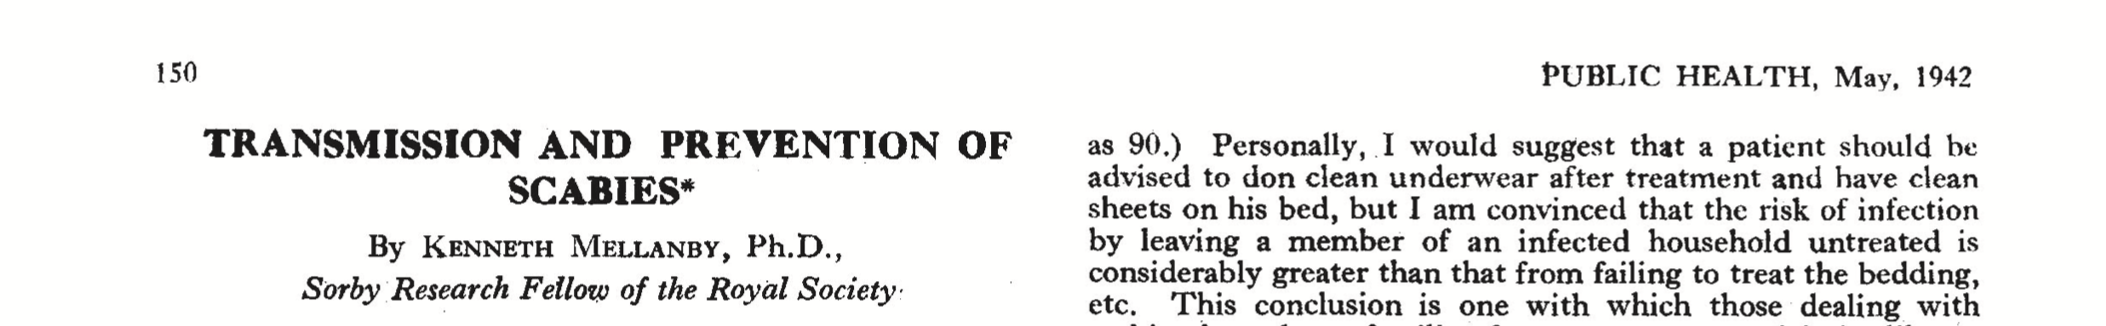 150
PUBLIC HEALTH, May, 1942
TRANSMISSION AND PREVENTION OF
SCABIES*
By KENNETH MELLANBY, Ph.D.,
Sorby Research Fellow of the Royal Society
as 90.) Personally, I would suggest that a patient should be
advised to don clean underwear after treatment and have clean
sheets on his bed, but I am convinced that the risk of infection
by leaving a member of an infected household untreated is
considerably greater than that from failing to treat the bedding,
etc. This conclusion is one with which those dealing with